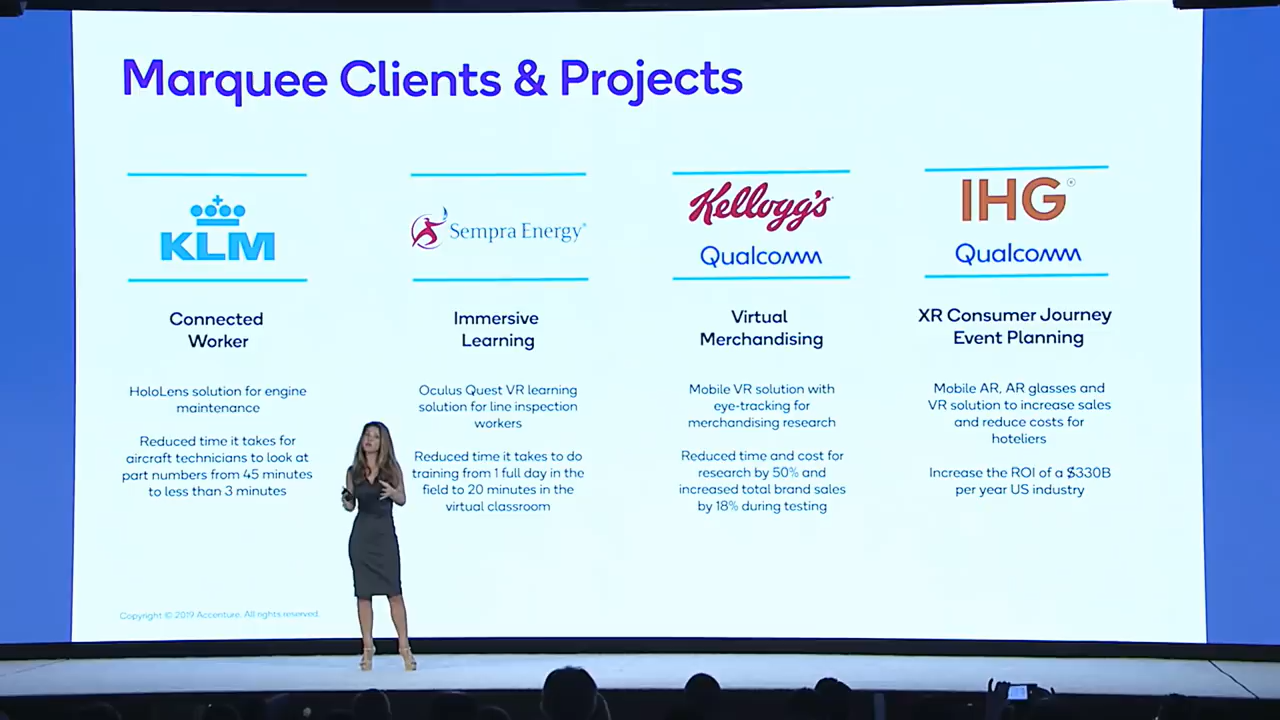 Marquee Clients & Projects
KLM
Connected
Worker
HoloLens solution for engine
maintenance
Reduced time it takes for
aircraft technicians to look at
part numbers from 45 minutes
to less than 3 minutes
Sempra Energy®
Immersive
Learning
Oculus Quest VR learning
solution for line inspection
workers
Reduced time it takes to do
training from 1 full day in the
field to 20 minutes in the
virtual classroom
Kellogg's
Qualcomm
Virtual
Merchandising
Mobile VR solution with
eye-tracking for
merchandising research
Reduced time and cost for
research by 50% and
increased total brand sales
by 18% during testing
IHG®
Qualcomm
XR Consumer Journey
Event Planning
Mobile AR, AR glasses and
VR solution to increase sales
and reduce costs for
hoteliers
Increase the ROI of a $330B
per year US industry
Copyright © 2019 Accenture. All rights reserved.